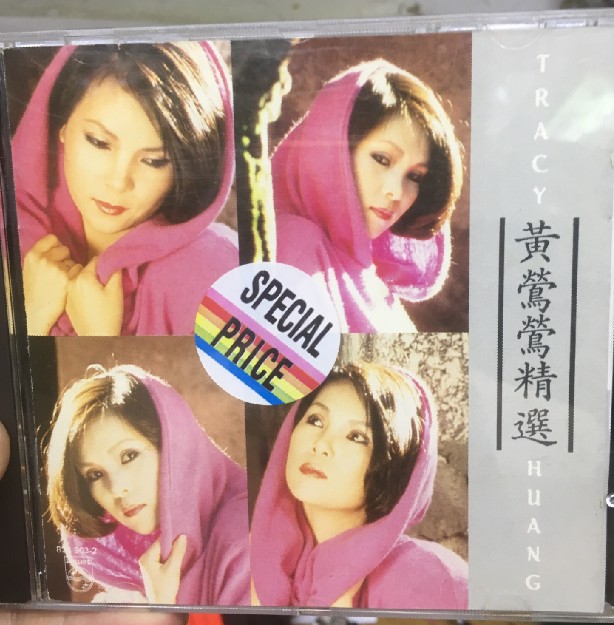 TRACY
黃鶯鶯精選
HUANG
SPECIAL
PRICE